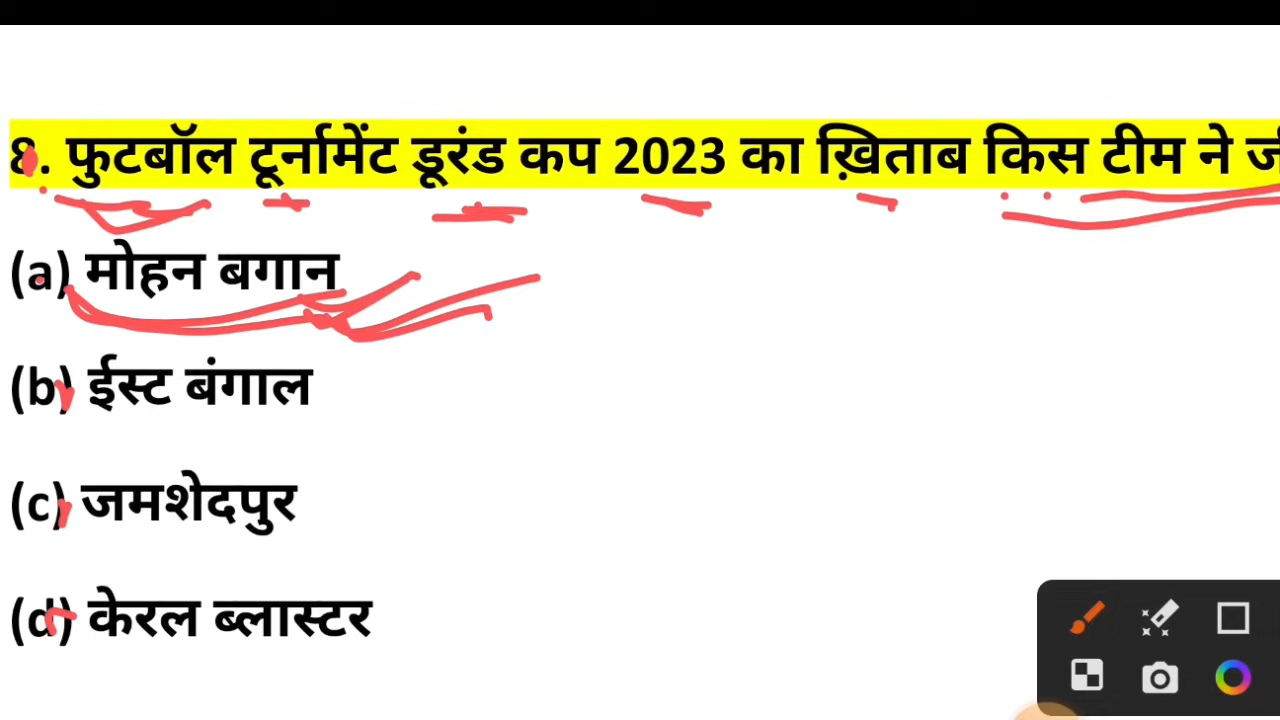 8. फुटबॉल टूर्नामेंट डूरंड कप 2023 का ख़िताब किस टीम ने
(a) मोहन बगान
(b) ईस्ट बंगाल
(c) जमशेदपुर
(d) केरल ब्लास्टर